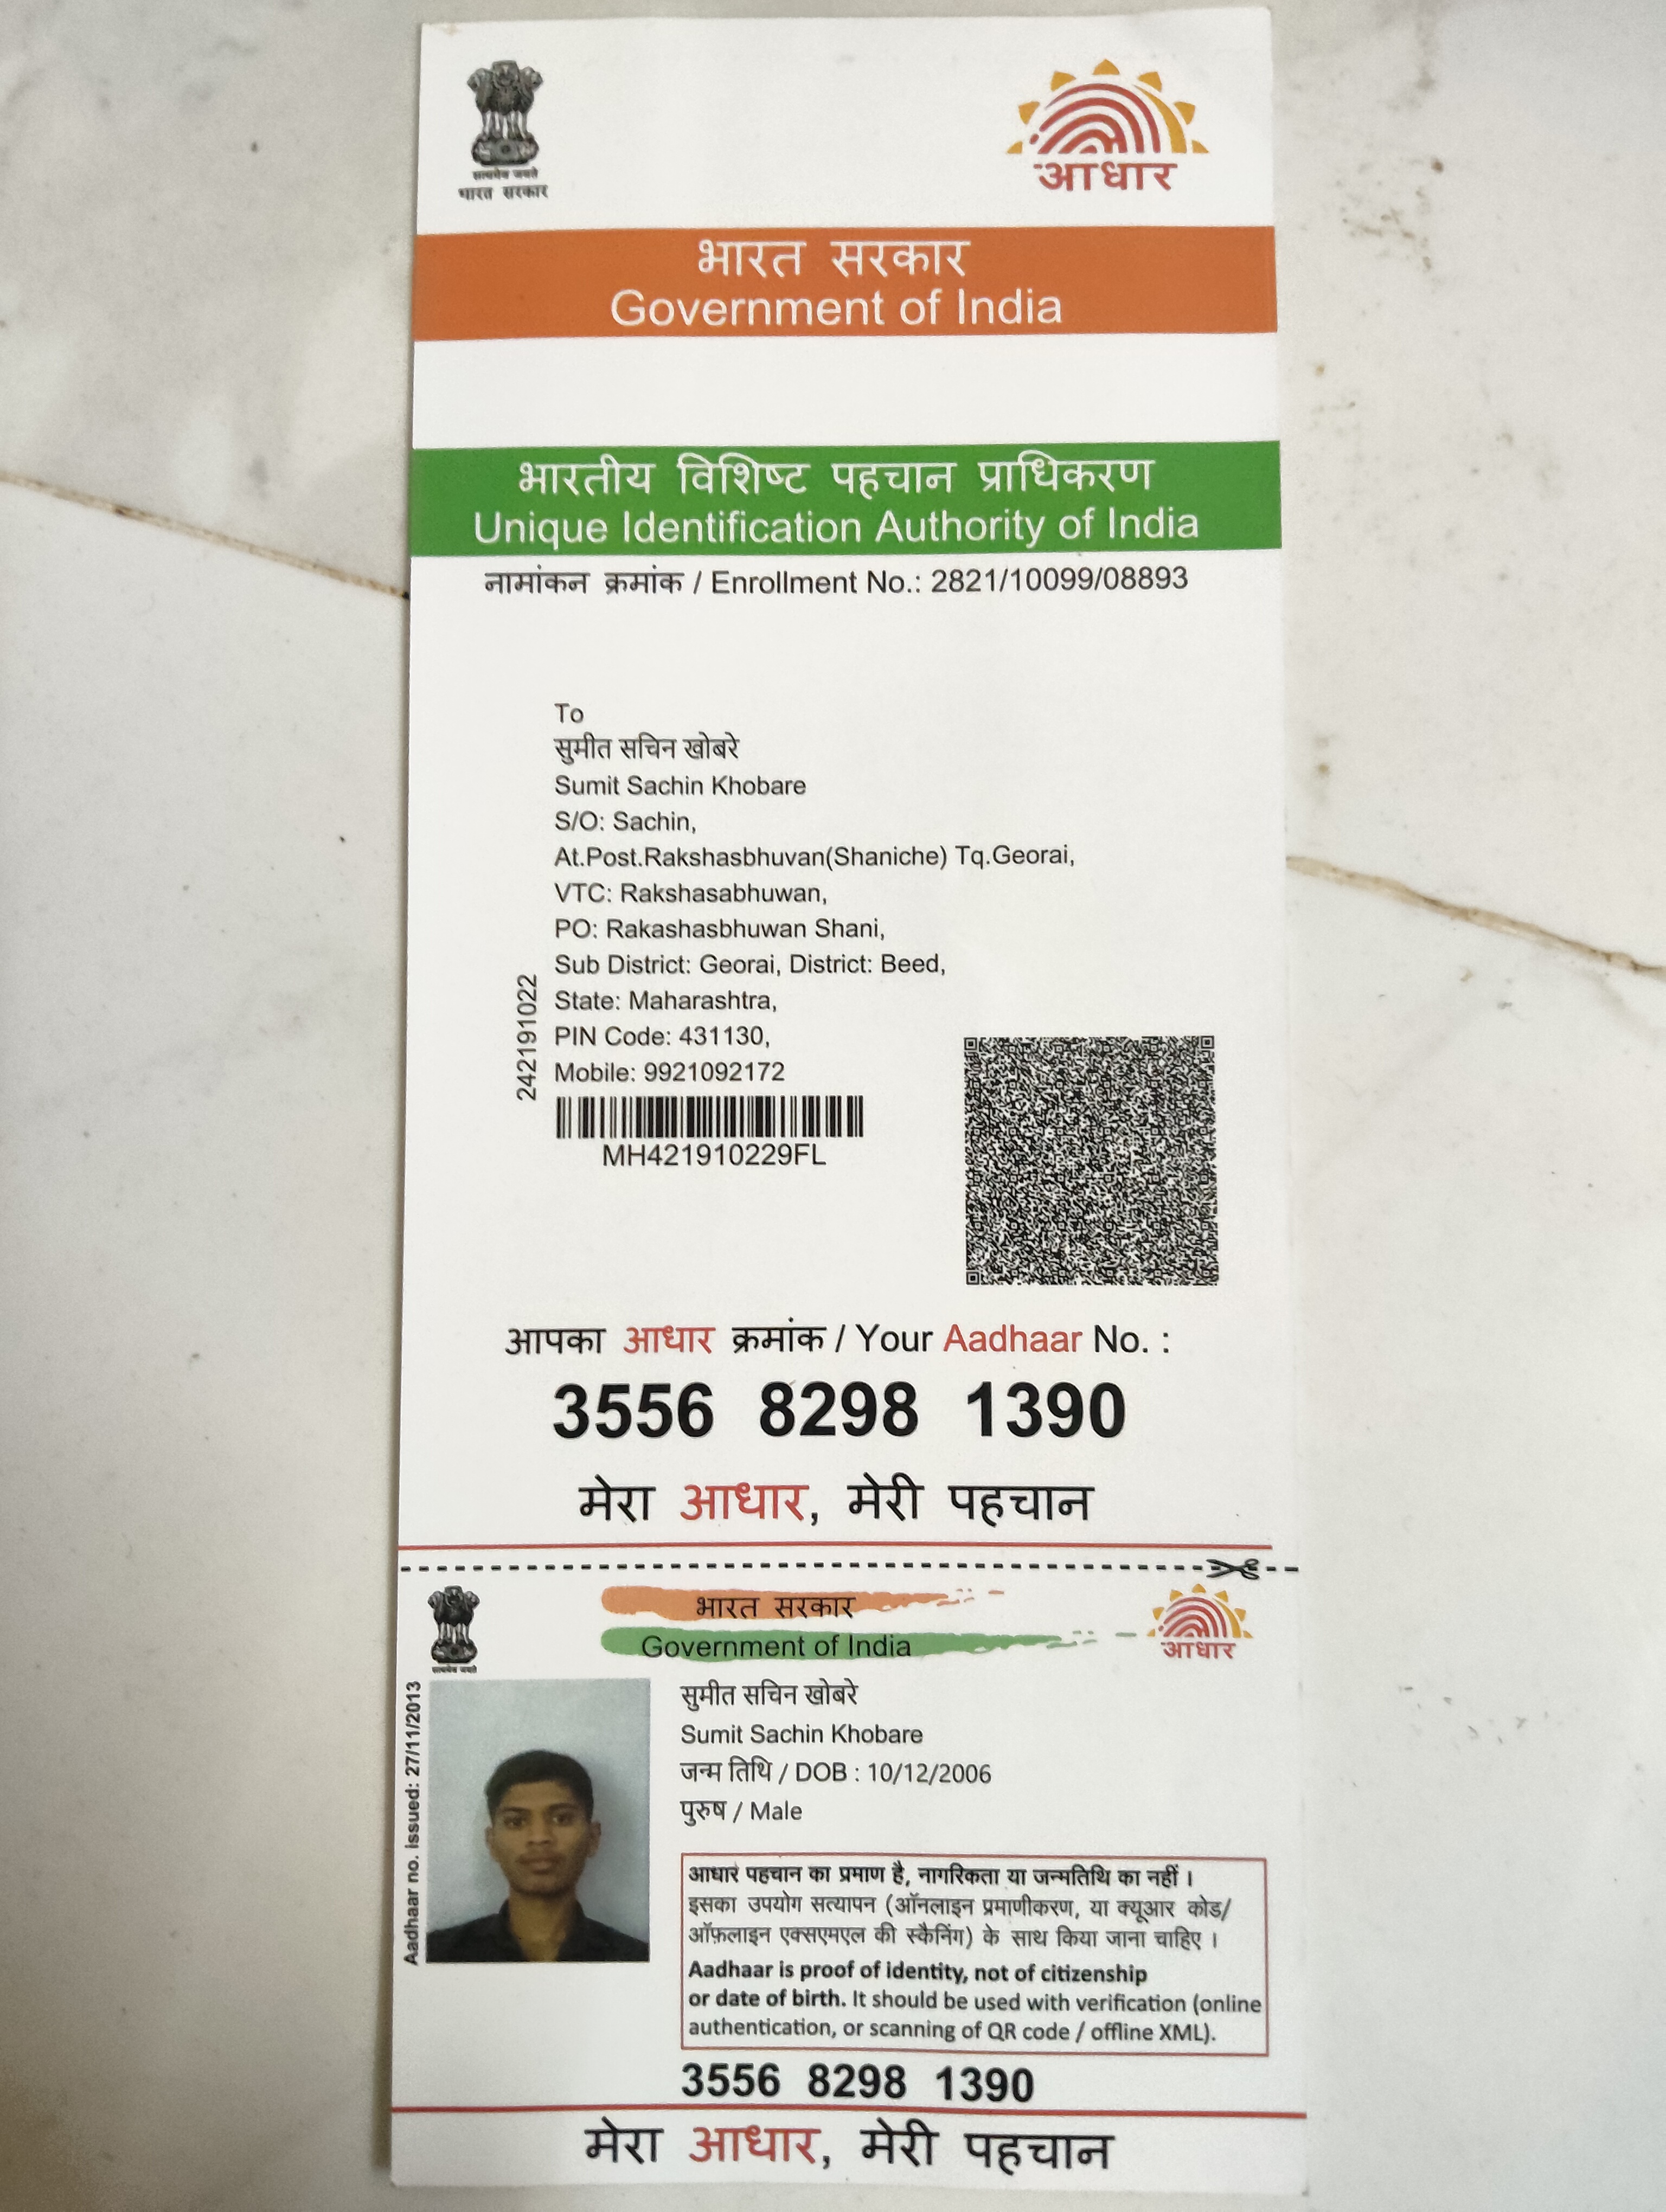 सत्यमेव जयते
भारत सरकार
आधार
भारत सरकार
Government of India
भारतीय विशिष्ट पहचान प्राधिकरण
Unique Identification Authority of India
नामांकन क्रमांक / Enrollment No.: 2821/10099/08893
To
सुमीत सचिन खोबरे
Sumit Sachin Khobare
S/O: Sachin,
At.Post.Rakshasbhuvan(Shaniche) Tq.Georai,
VTC: Rakshasabhuwan,
PO: Rakashasbhuwan Shani,
Sub District: Georai, District: Beed,
State: Maharashtra,
PIN Code: 431130,
Mobile: 9921092172
242191022
MH421910229FL
आपका आधार क्रमांक / Your Aadhaar No. :
3556 8298 1390
मेरा आधार, मेरी पहचान
भारत सरकार
Government of India
सत्यमेव जयते
आधार
Aadhaar no. issued: 27/11/2013
सुमीत सचिन खोबरे
Sumit Sachin Khobare
जन्म तिथि / DOB : 10/12/2006
पुरुष / Male
आधार पहचान का प्रमाण है, नागरिकता या जन्मतिथि का नहीं ।
इसका उपयोग सत्यापन (ऑनलाइन प्रमाणीकरण, या क्यूआर कोड/
ऑफ़लाइन एक्सएमएल की स्कैनिंग) के साथ किया जाना चाहिए ।
Aadhaar is proof of identity, not of citizenship
or date of birth. It should be used with verification (online
authentication, or scanning of QR code / offline XML).
3556 8298 1390
मेरा आधार, मेरी पहचान